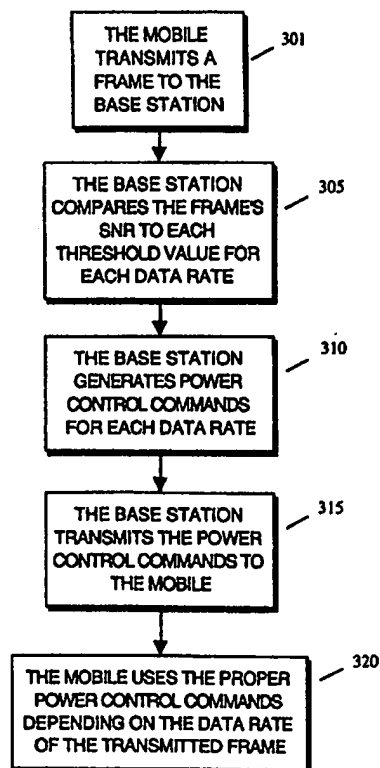 THE MOBILE
TRANSMITS A
FRAME TO THE
BASE STATION
301
THE BASE STATION
COMPARES THE FRAME'S
SNR TO EACH
THRESHOLD VALUE FOR
EACH DATA RATE
305
THE BASE STATION
GENERATES POWER
CONTROL COMMANDS
FOR EACH DATA RATE
310
THE BASE STATION
TRANSMITS THE POWER
CONTROL COMMANDS TO
THE MOBILE
315
THE MOBILE USES THE PROPER
POWER CONTROL COMMANDS
DEPENDING ON THE DATA RATE
OF THE TRANSMITTED FRAME
320